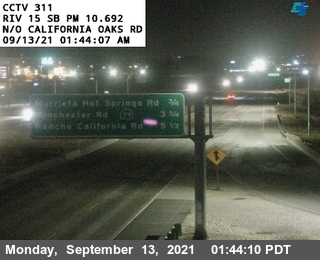 CCTV 311
RIV 15 SB PM 10.692
N/O CALIFORNIA OAKS RD
09/13/21 01:44:07 AM
Murrieta Hot Springs Rd 3/4
Winchester Rd 79 3 1/4
Rancho California Rd 5 1/2
Monday, September 13, 2021 01:44:10 PDT